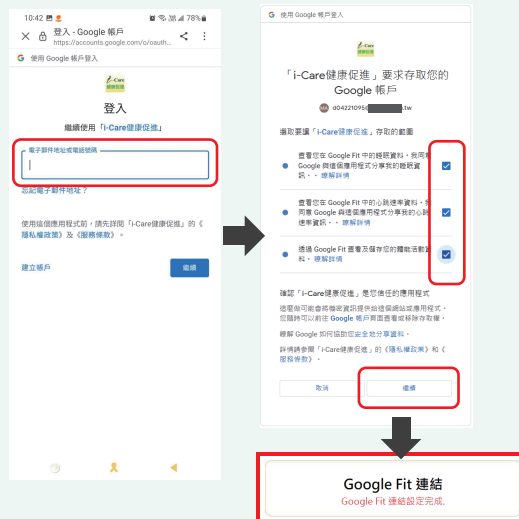 10:42
78%
登入 - Google 帳戶
https://accounts.google.com/o/oauth...
G 使用 Google 帳戶登入
i-Care
健康促進
登入
繼續使用「i-Care健康促進」
電子郵件地址或電話號碼
忘記電子郵件地址？
使用這個應用程式前，請先詳閱「i-Care健康促進」的《
隱私權政策》及《服務條款》。
建立帳戶
繼續
G 使用 Google 帳戶登入
i-Care
健康促進
「i-Care健康促進」要求存取您的
Google 帳戶
d04221095
.tw
選取要讓「i-Care健康促進」存取的範圍
查看您在 Google Fit 中的睡眠資料。我同意
Google 與這個應用程式分享我的睡眠資
訊。。瞭解詳情
查看您在 Google Fit 中的心跳速率資料。我
同意 Google 與這個應用程式分享我的心跳
速率資訊。。瞭解詳情
透過 Google Fit 查看及儲存您的體能活動資
料。瞭解詳情
確認「i-Care健康促進」是您信任的應用程式
這麼做可能會將機密資訊提供給這個網站或應用程式。
您隨時可以前往 Google 帳戶頁面查看或移除存取權。
瞭解 Google 如何協助您安全地分享資料。
詳情請參閱「i-Care健康促進」的《隱私權政策》和《
服務條款》。
取消
繼續
Google Fit 連結
Google Fit 連結設定完成.